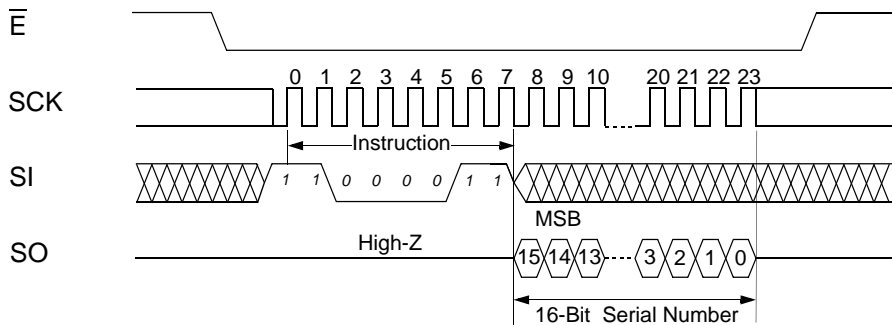 E
0 1 2 3 4 5 6 7 8 9 10 20 21 22 23
SCK
Instruction
SI
1 1 0 0 0 0 1 1
MSB
High-Z
SO
15 14 13 3 2 1 0
16-Bit Serial Number